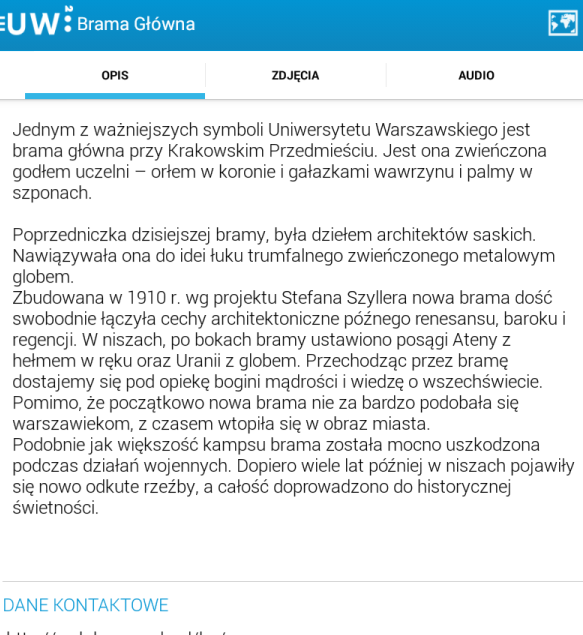 UW Brama Główna
OPIS ZDJĘCIA AUDIO
Jednym z ważniejszych symboli Uniwersytetu Warszawskiego jest
brama główna przy Krakowskim Przedmieściu. Jest ona zwieńczona
godłem uczelni – orłem w koronie i gałazkami wawrzynu i palmy w
szponach.
Poprzedniczka dzisiejszej bramy, była dziełem architektów saskich.
Nawiązywała ona do idei łuku trumfalnego zwieńczonego metalowym
globem.
Zbudowana w 1910 r. wg projektu Stefana Szyllera nowa brama dość
swobodnie łączyła cechy architektoniczne późnego renesansu, baroku i
regencji. W niszach, po bokach bramy ustawiono posągi Ateny z
hełmem w ręku oraz Uranii z globem. Przechodząc przez bramę
dostajemy się pod opiekę bogini mądrości i wiedzę o wszechświecie.
Pomimo, że początkowo nowa brama nie za bardzo podobała się
warszawiekom, z czasem wtopiła się w obraz miasta.
Podobnie jak większość kampsu brama została mocno uszkodzona
podczas działań wojennych. Dopiero wiele lat później w niszach pojawiły
się nowo odkute rzeźby, a całość doprowadzono do historycznej
świetności.
DANE KONTAKTOWE